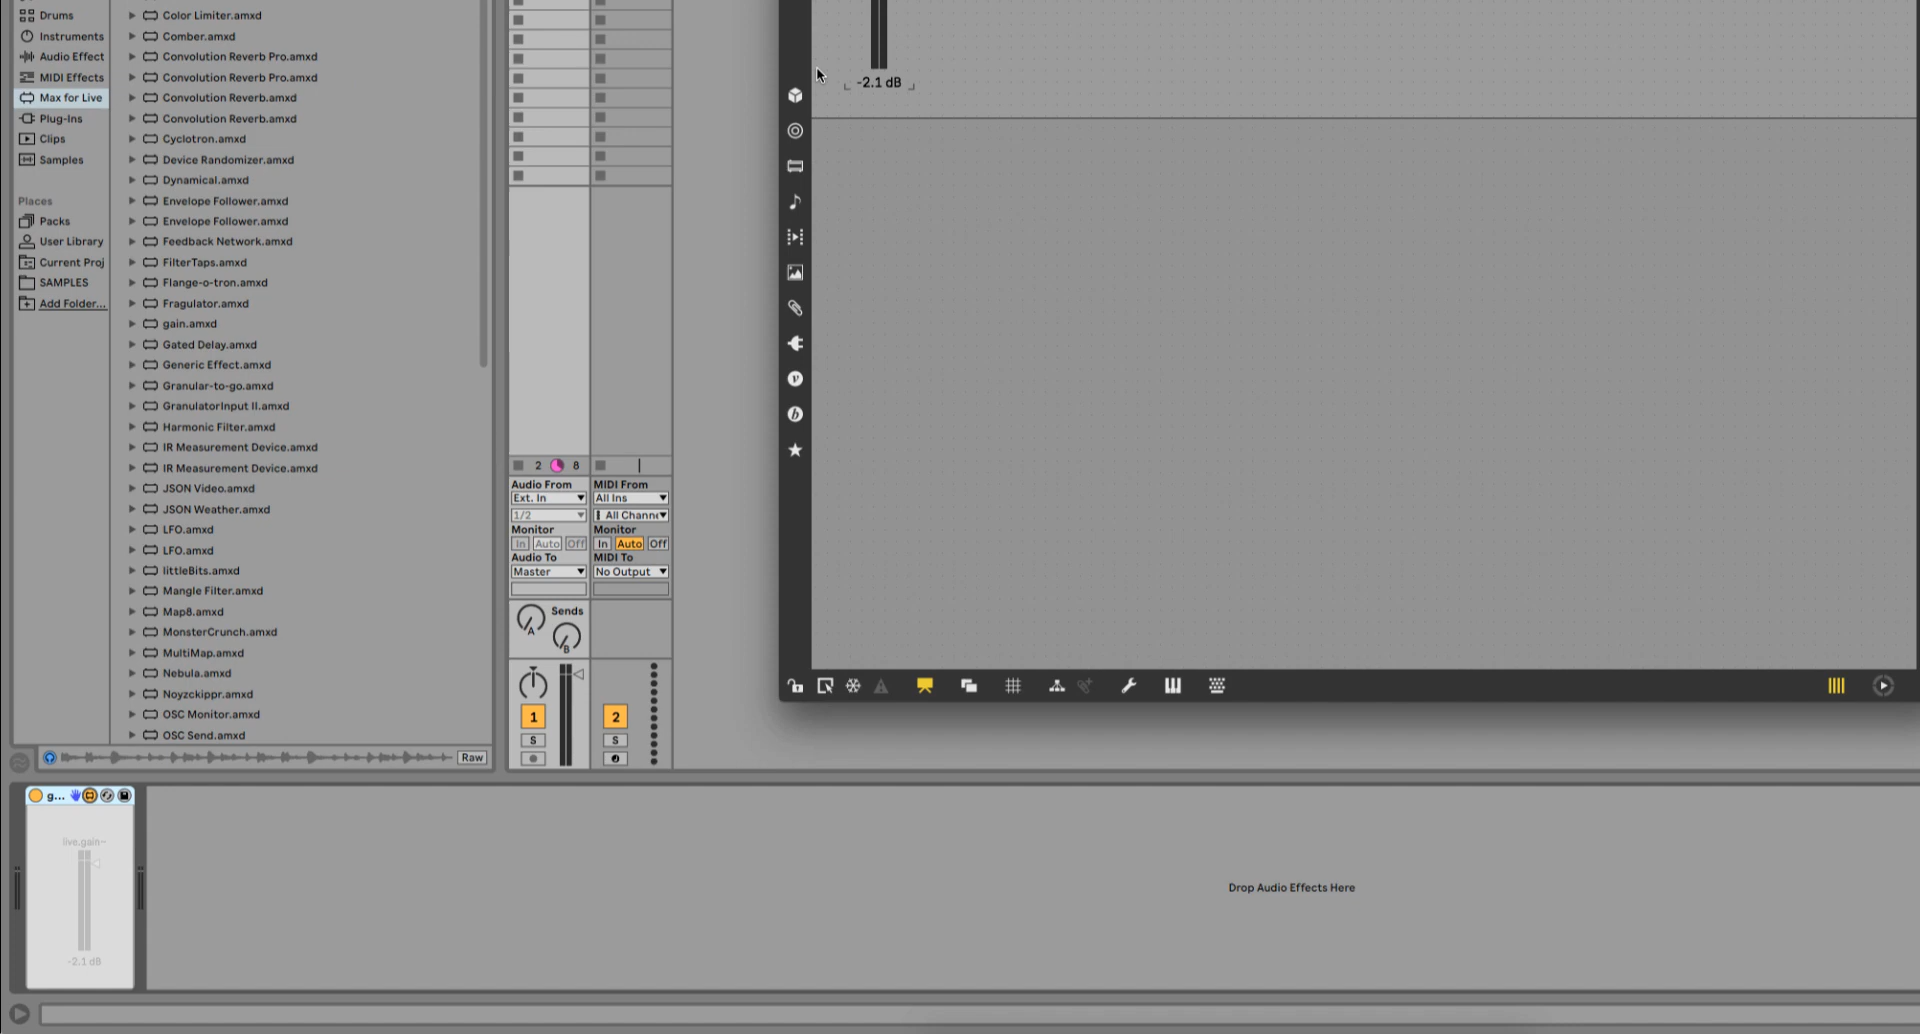 Drums
Instruments
Audio Effect
MIDI Effects
Max for Live
Plug-Ins
Clips
Samples
Places
Packs
User Library
Current Proj
SAMPLES
Add Folder...
Color Limiter.amxd
Comber.amxd
Convolution Reverb Pro.amxd
Convolution Reverb Pro.amxd
Convolution Reverb.amxd
Convolution Reverb.amxd
Cyclotron.amxd
Device Randomizer.amxd
Dynamical.amxd
Envelope Follower.amxd
Envelope Follower.amxd
Feedback Network.amxd
FilterTaps.amxd
Flange-o-tron.amxd
Fragulator.amxd
gain.amxd
Gated Delay.amxd
Generic Effect.amxd
Granular-to-go.amxd
GranulatorInput II.amxd
Harmonic Filter.amxd
IR Measurement Device.amxd
IR Measurement Device.amxd
JSON Video.amxd
JSON Weather.amxd
LFO.amxd
LFO.amxd
littleBits.amxd
Mangle Filter.amxd
Map8.amxd
MonsterCrunch.amxd
MultiMap.amxd
Nebula.amxd
Noyzckippr.amxd
OSC Monitor.amxd
OSC Send.amxd
Raw
2 8
Audio From
Ext. In
1/2
Monitor
In Auto Off
Audio To
Master
Sends
A
B
1
S
MIDI From
All Ins
All Channe
Monitor
In Auto Off
MIDI To
No Output
2
S
-2.1 dB
g...
live.gain~
-2.1 dB
Drop Audio Effects Here